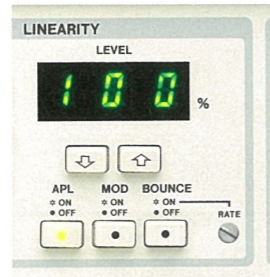 LINEARITY
LEVEL
100 %
APL MOD BOUNCE
ON ON ON
OFF OFF OFF RATE